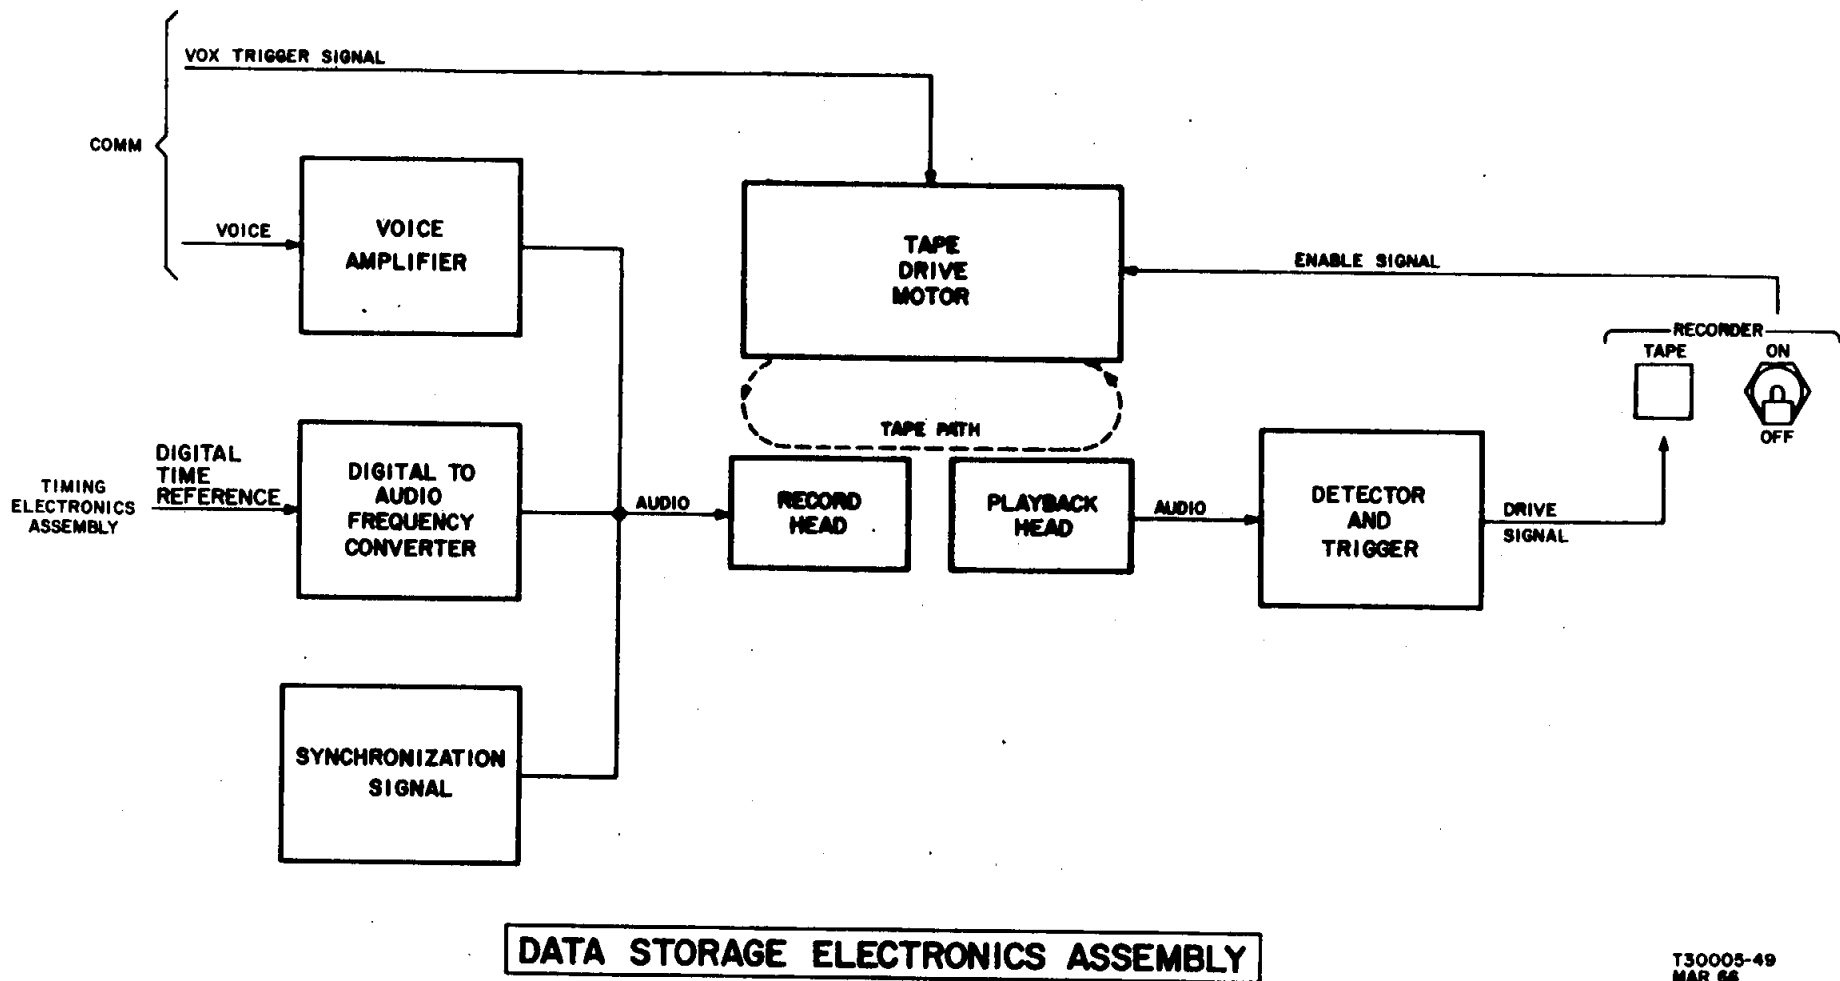 VOX TRIGGER SIGNAL
COMM
VOICE
VOICE
AMPLIFIER
TAPE
DRIVE
MOTOR
ENABLE SIGNAL
RECORDER
TAPE
ON
OFF
TAPE PATH
TIMING
ELECTRONICS
ASSEMBLY
DIGITAL
TIME
REFERENCE
DIGITAL TO
AUDIO
FREQUENCY
CONVERTER
AUDIO
RECORD
HEAD
PLAYBACK
HEAD
AUDIO
DETECTOR
AND
TRIGGER
DRIVE
SIGNAL
SYNCHRONIZATION
SIGNAL
DATA STORAGE ELECTRONICS ASSEMBLY
T30005-49
MAR 66